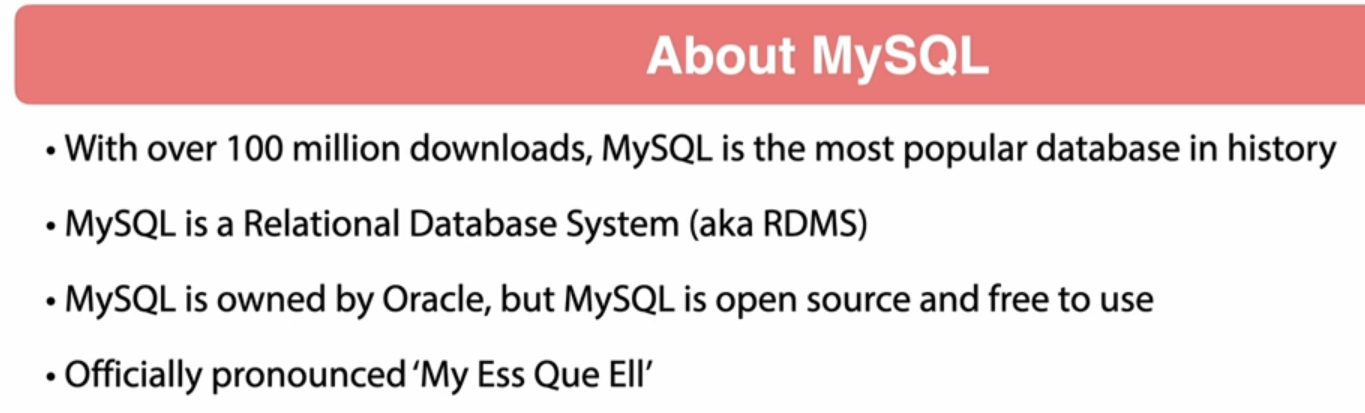 About MySQL
• With over 100 million downloads, MySQL is the most popular database in history
• MySQL is a Relational Database System (aka RDMS)
• MySQL is owned by Oracle, but MySQL is open source and free to use
• Officially pronounced ‘My Ess Que Ell’